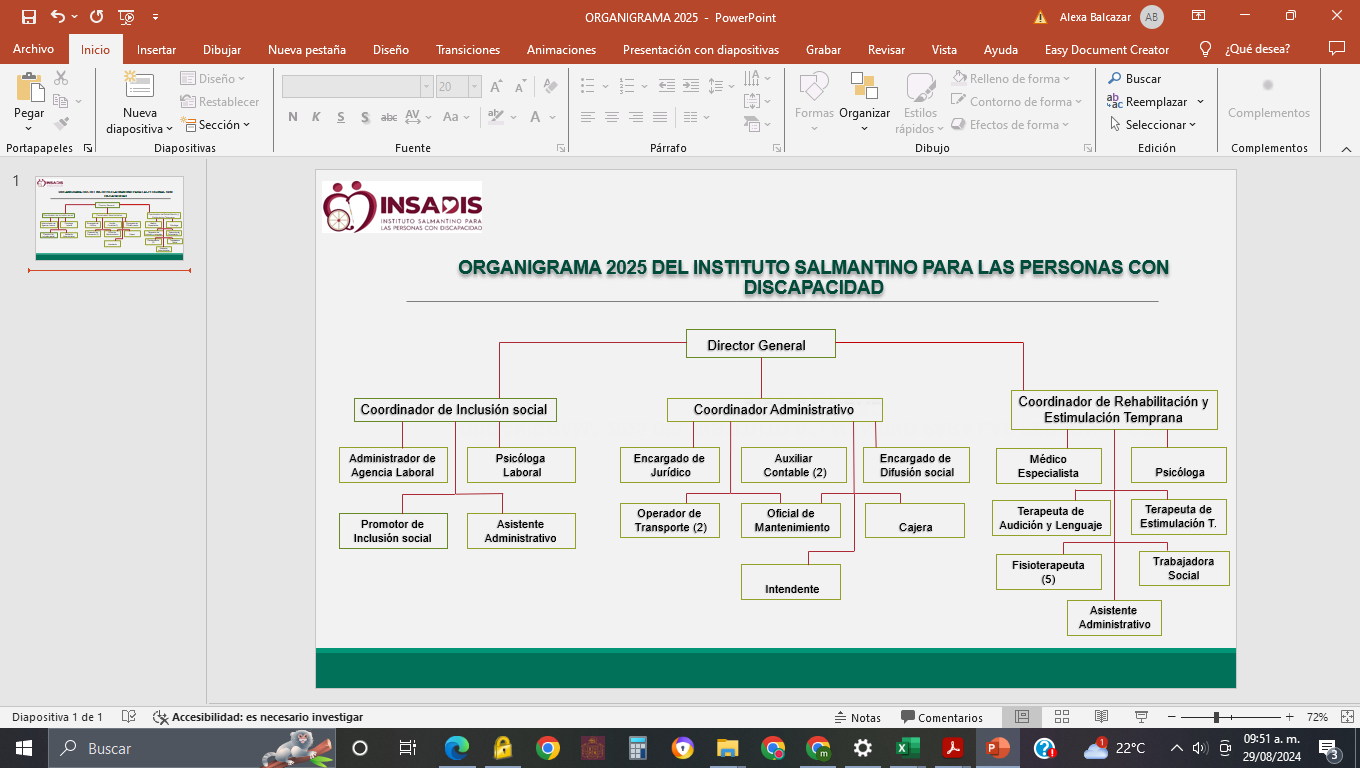 ORGANIGRAMA 2025 - PowerPoint
Alexa Balcazar
AB
Archivo
Inicio
Insertar
Dibujar
Nueva pestaña
Diseño
Transiciones
Animaciones
Presentación con diapositivas
Grabar
Revisar
Vista
Ayuda
Easy Document Creator
¿Qué desea?
Pegar
Portapapeles
Nueva
diapositiva
Diseño
Restablecer
Sección
Diapositivas
20
N K S S abc AV Aa
A
Fuente
Párrafo
Formas
Organizar
Estilos
rápidos
Relleno de forma
Contorno de forma
Efectos de forma
Dibujo
Buscar
Reemplazar
Seleccionar
Edición
Complementos
Complementos
1
INSADIS
INSTITUTO SALMANTINO PARA
LAS PERSONAS CON DISCAPACIDAD
ORGANIGRAMA 2025 DEL INSTITUTO SALMANTINO PARA LAS PERSONAS CON
DISCAPACIDAD
Director General
Coordinador de Inclusión social
Coordinador Administrativo
Coordinador de Rehabilitación y
Estimulación Temprana
Administrador de
Agencia Laboral
Psicóloga
Laboral
Encargado de
Jurídico
Auxiliar
Contable (2)
Encargado de
Difusión social
Médico
Especialista
Psicóloga
Promotor de
Inclusión social
Asistente
Administrativo
Operador de
Transporte (2)
Oficial de
Mantenimiento
Cajera
Terapeuta de
Audición y Lenguaje
Terapeuta de
Estimulación T.
Intendente
Fisioterapeuta
(5)
Trabajadora
Social
Asistente
Administrativo
Diapositiva 1 de 1
Accesibilidad: es necesario investigar
Notas
Comentarios
72%
Buscar
22°C
09:51 a. m.
29/08/2024
3